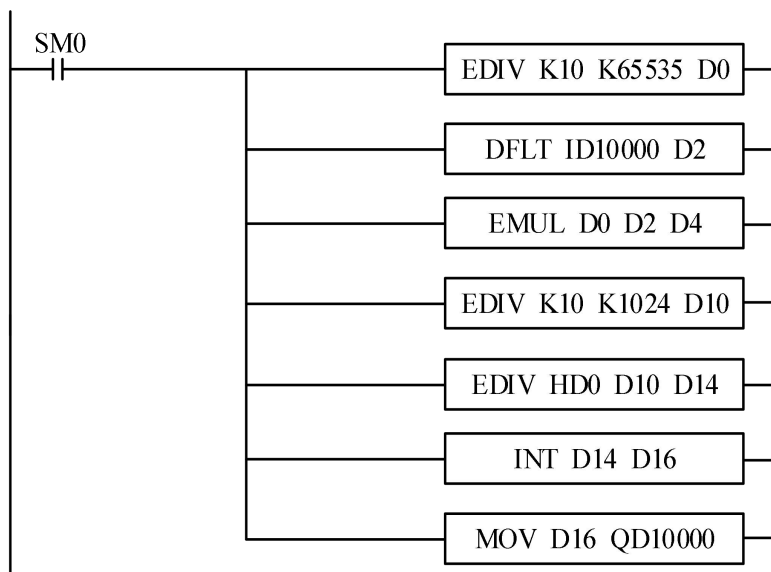 SM0
EDIV K10 K65535 D0
DFLT ID10000 D2
EMUL D0 D2 D4
EDIV K10 K1024 D10
EDIV HD0 D10 D14
INT D14 D16
MOV D16 QD10000